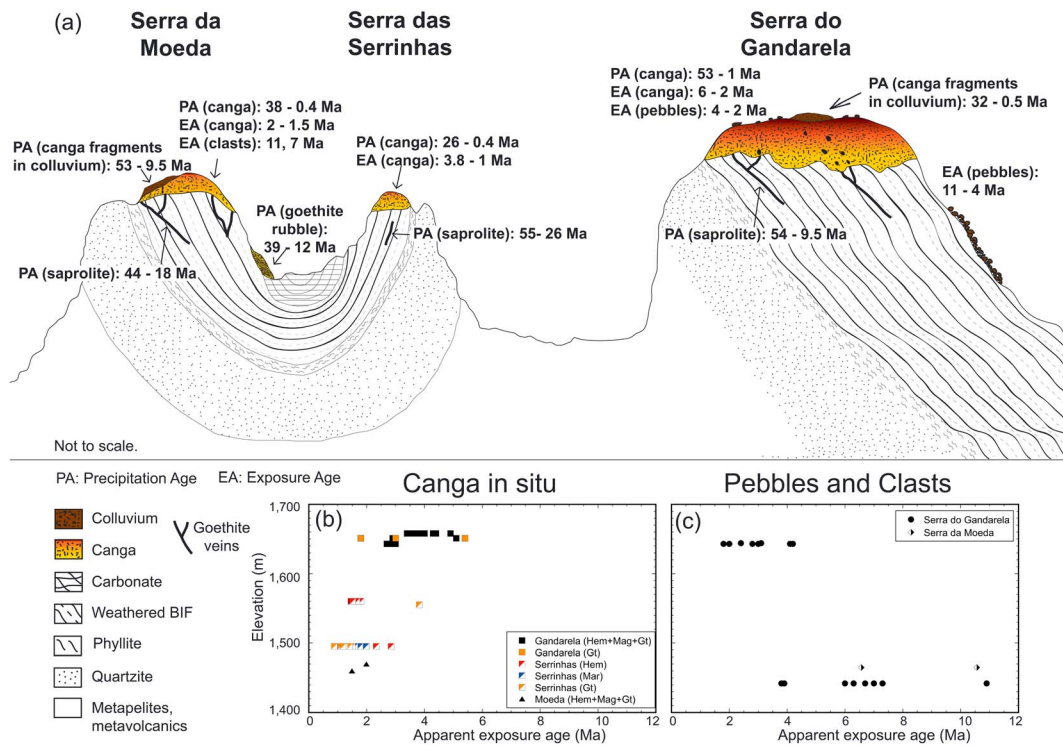 (a)
Serra da
Moeda
Serra das
Serrinhas
Serra do
Gandarela
PA (canga): 38 - 0.4 Ma
EA (canga): 2 - 1.5 Ma
EA (clasts): 11, 7 Ma
PA (canga fragments
in colluvium): 53 - 9.5 Ma
PA (canga): 26 - 0.4 Ma
EA (canga): 3.8 - 1 Ma
PA (goethite
rubble):
39 - 12 Ma
PA (saprolite): 44 - 18 Ma
PA (saprolite): 55- 26 Ma
PA (canga): 53 - 1 Ma
EA (canga): 6 - 2 Ma
EA (pebbles): 4 - 2 Ma
PA (canga fragments
in colluvium): 32 - 0.5 Ma
EA (pebbles):
11 - 4 Ma
PA (saprolite): 54 - 9.5 Ma
Not to scale.
PA: Precipitation Age EA: Exposure Age
Colluvium
Goethite
veins
Canga
Carbonate
Weathered BIF
Phyllite
Quartzite
Metapelites,
metavolcanics
Canga in situ
(b)
Elevation (m)
1,700
1,600
1,500
1,400
Gandarela (Hem+Mag+Gt)
Gandarela (Gt)
Serrinhas (Hem)
Serrinhas (Mar)
Serrinhas (Gt)
Moeda (Hem+Mag+Gt)
0 2 4 6 8 10 12
Apparent exposure age (Ma)
Pebbles and Clasts
(c)
Serra do Gandarela
Serra da Moeda
0 2 4 6 8 10 12
Apparent exposure age (Ma)